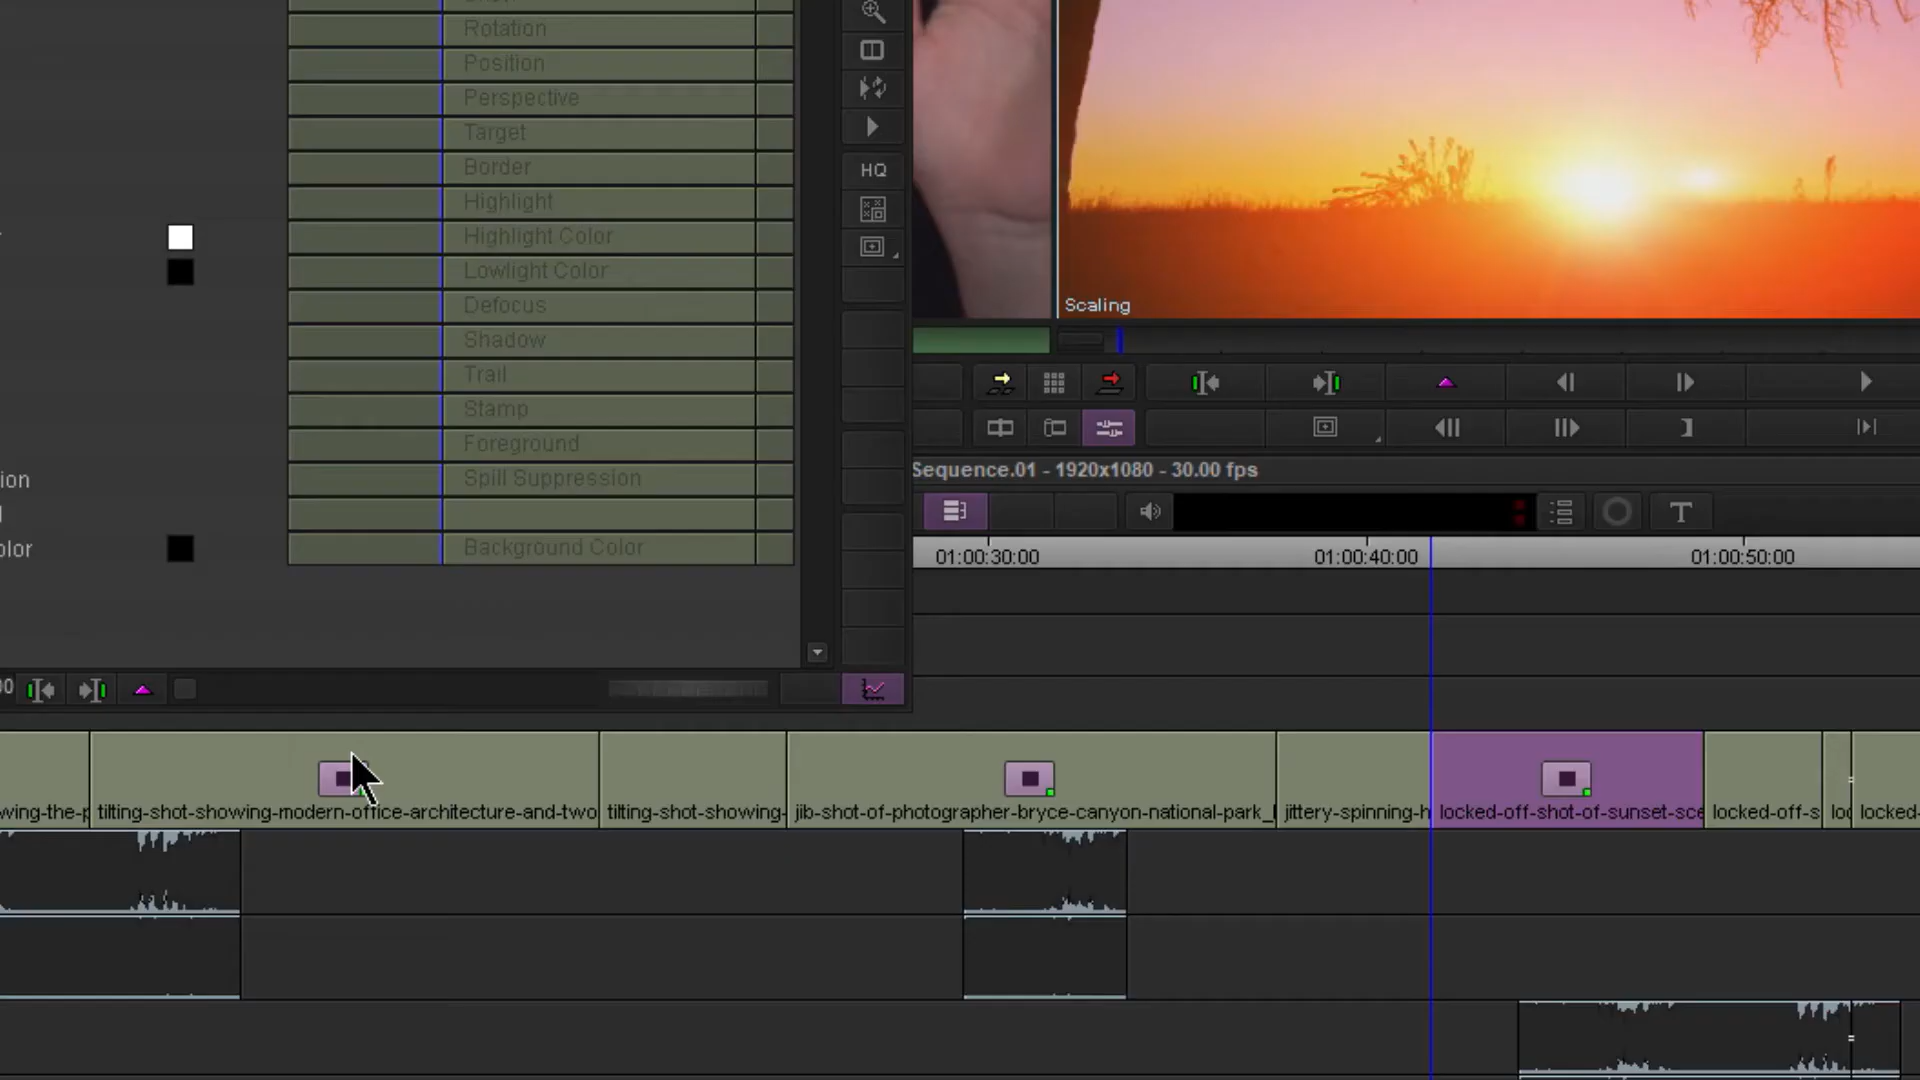 Rotation
Position
Perspective
Target
Border
Highlight
Highlight Color
Lowlight Color
Defocus
Shadow
Trail
Stamp
Foreground
Spill Suppression
Background Color
ion
olor
00
HQ
Scaling
Sequence.01 - 1920x1080 - 30.00 fps
T
01:00:30:00
01:00:40:00
01:00:50:00
wing-the-p
tilting-shot-showing-modern-office-architecture-and-two
tilting-shot-showing-
jib-shot-of-photographer-bryce-canyon-national-park_
jittery-spinning-h
locked-off-shot-of-sunset-sce
locked-off-s
loc
locked-